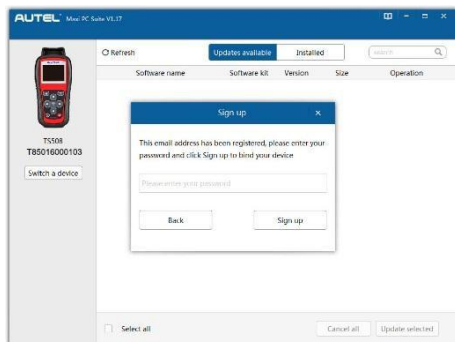 AUTEL Maxi PC Suite V1.17
Refresh
Updates available
Installed
search
Software name Software kit Version Size Operation
TS508
T85016000103
Switch a device
Sign up
This email address has been registered, please enter your
password and click Sign up to bind your device
Please enter your password
Back
Sign up
Select all
Cancel all
Update selected